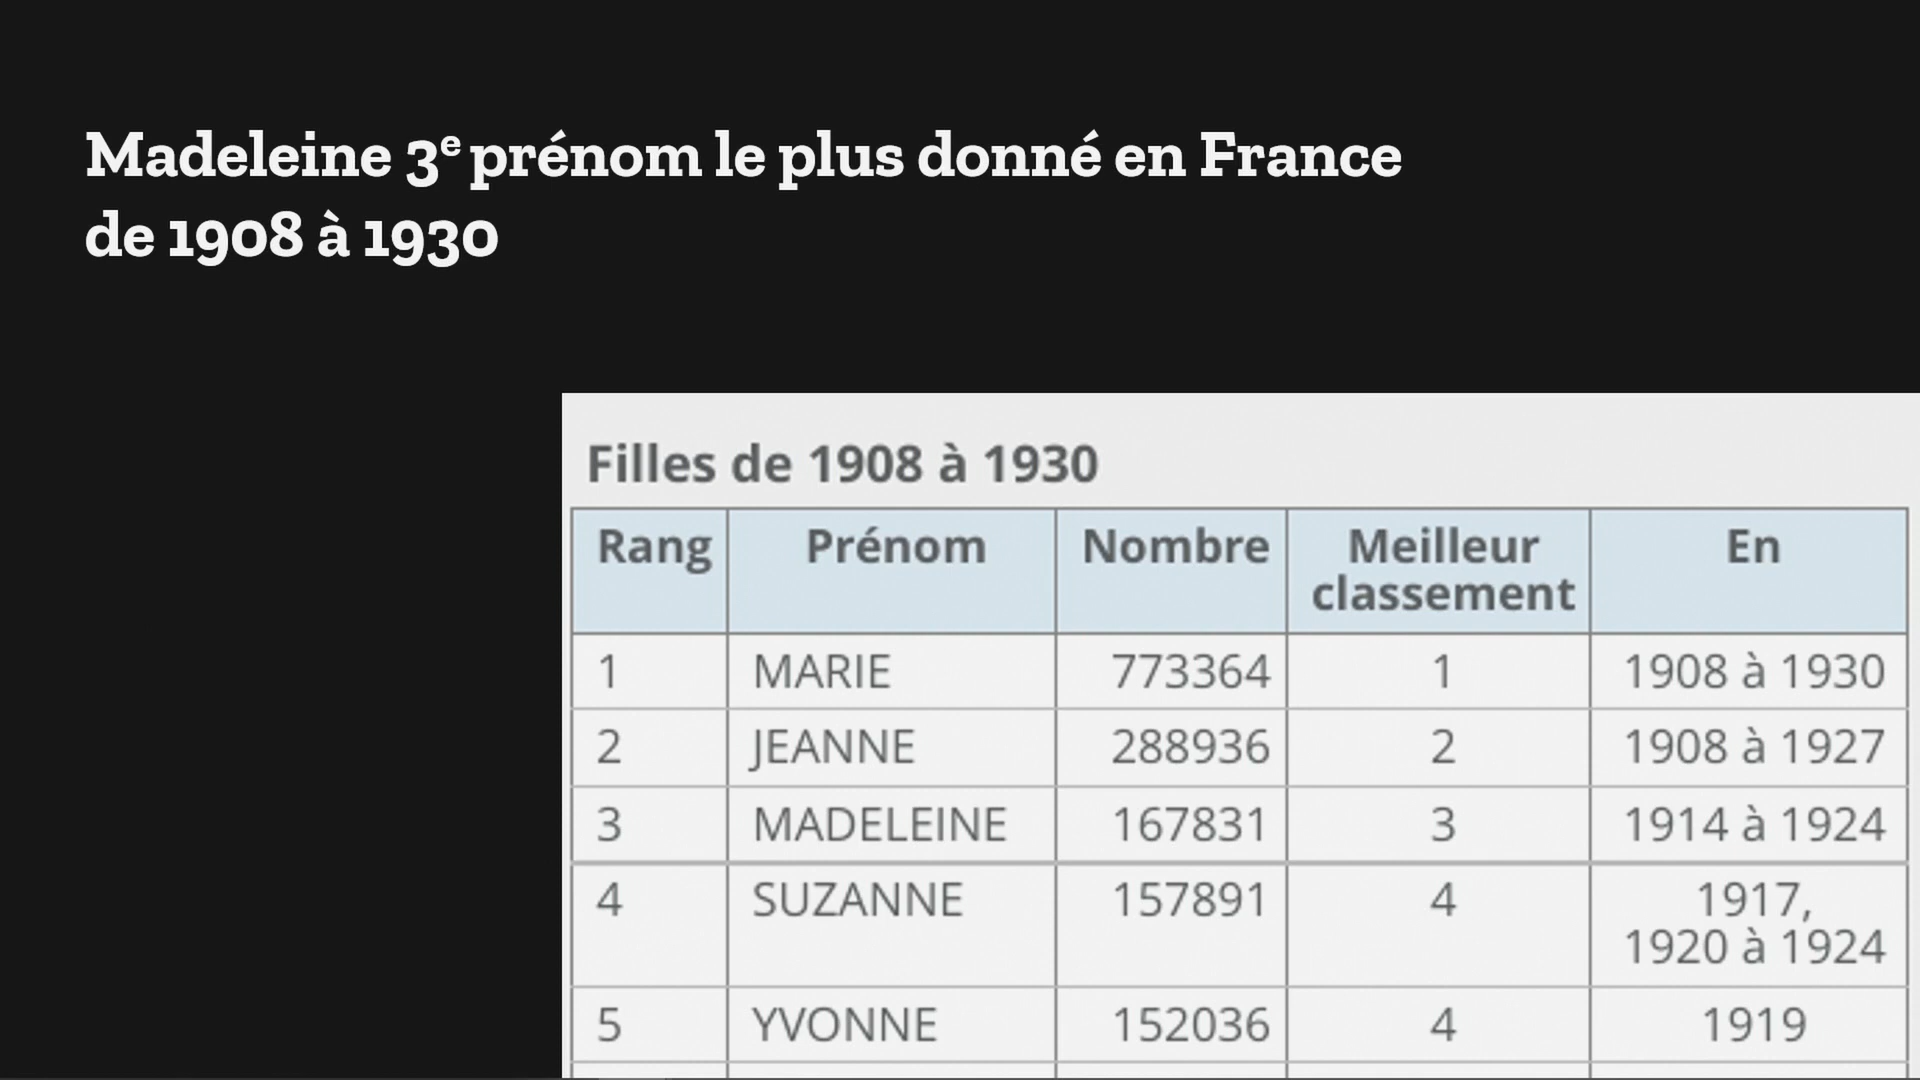 Madeleine 3e prénom le plus donné en France
de 1908 à 1930
Filles de 1908 à 1930
Rang Prénom Nombre Meilleur classement En
1 MARIE 773364 1 1908 à 1930
2 JEANNE 288936 2 1908 à 1927
3 MADELEINE 167831 3 1914 à 1924
4 SUZANNE 157891 4 1917, 1920 à 1924
5 YVONNE 152036 4 1919